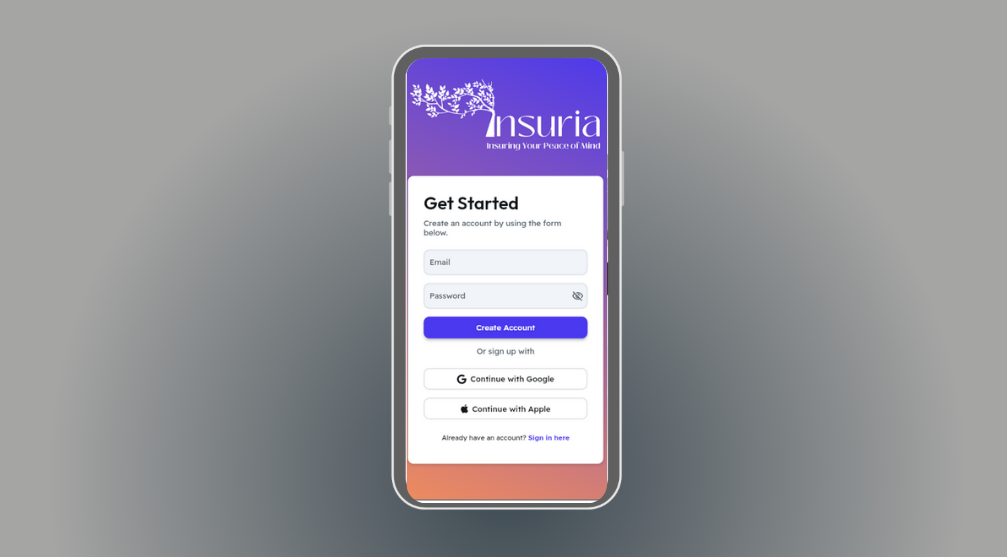 Insuria
Insuring Your Peace of Mind
Get Started
Create an account by using the form
below.
Email
Password
Create Account
Or sign up with
Continue with Google
Continue with Apple
Already have an account? Sign in here